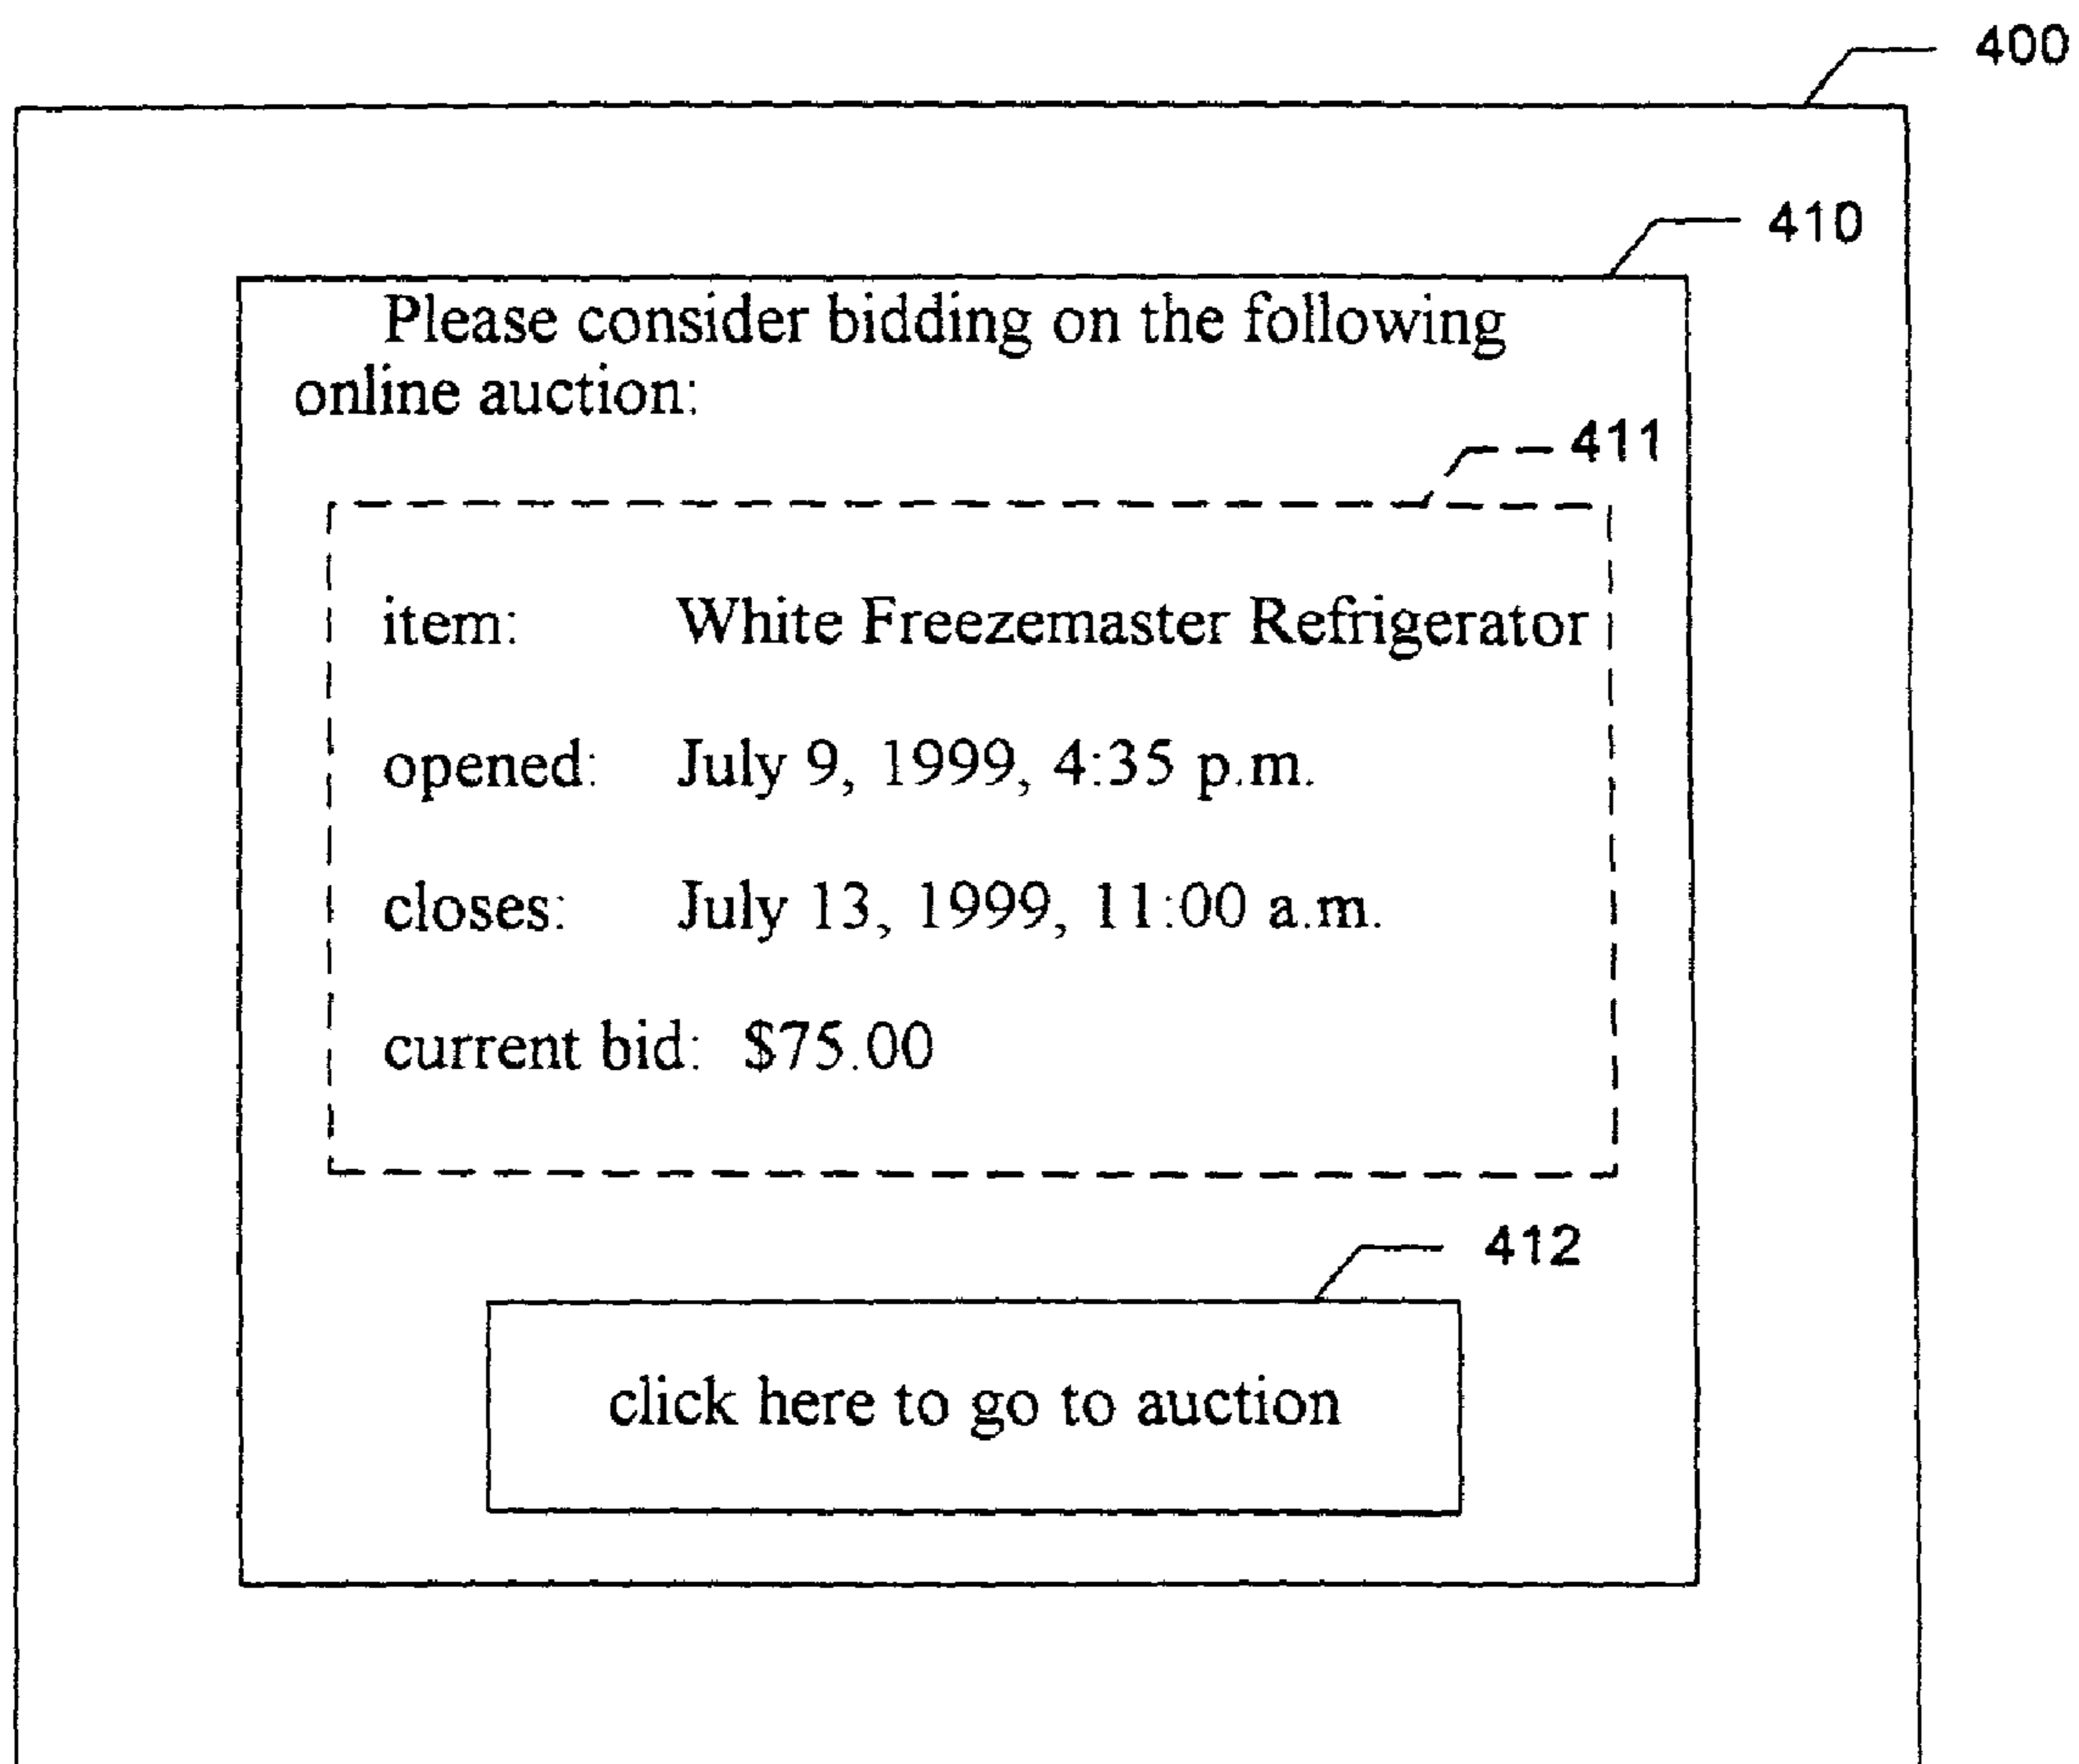 400
410
Please consider bidding on the following
online auction:
411
item: White Freezemaster Refrigerator
opened: July 9, 1999, 4:35 p.m.
closes: July 13, 1999, 11:00 a.m.
current bid: $75.00
412
click here to go to auction